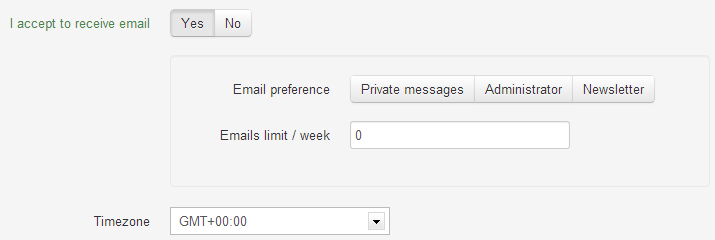 I accept to receive email Yes No
Email preference Private messages Administrator Newsletter
Emails limit / week 0
Timezone GMT+00:00